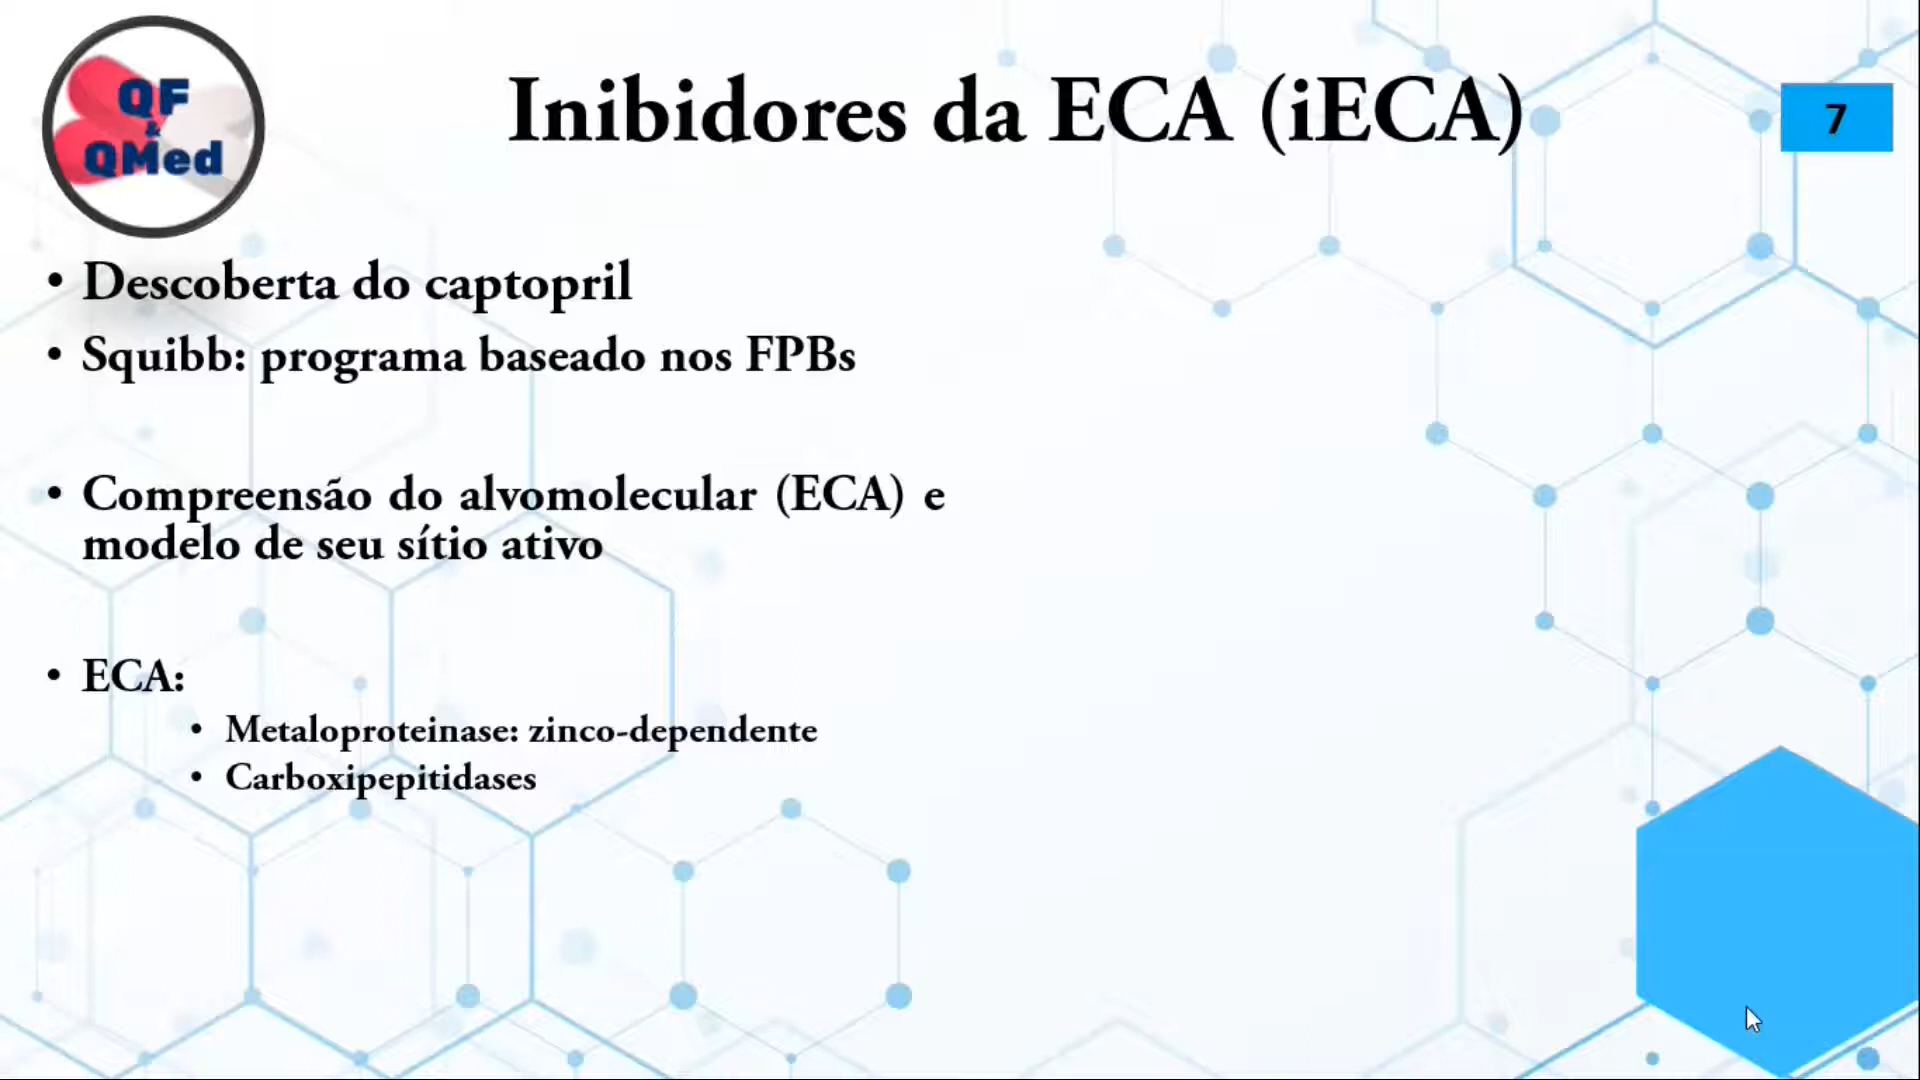 QF
&
QMed
Inibidores da ECA (iECA)
7
• Descoberta do captopril
• Squibb: programa baseado nos FPBs
• Compreensão do alvomolecular (ECA) e
modelo de seu sítio ativo
• ECA:
• Metaloproteinase: zinco-dependente
• Carboxipepitidases